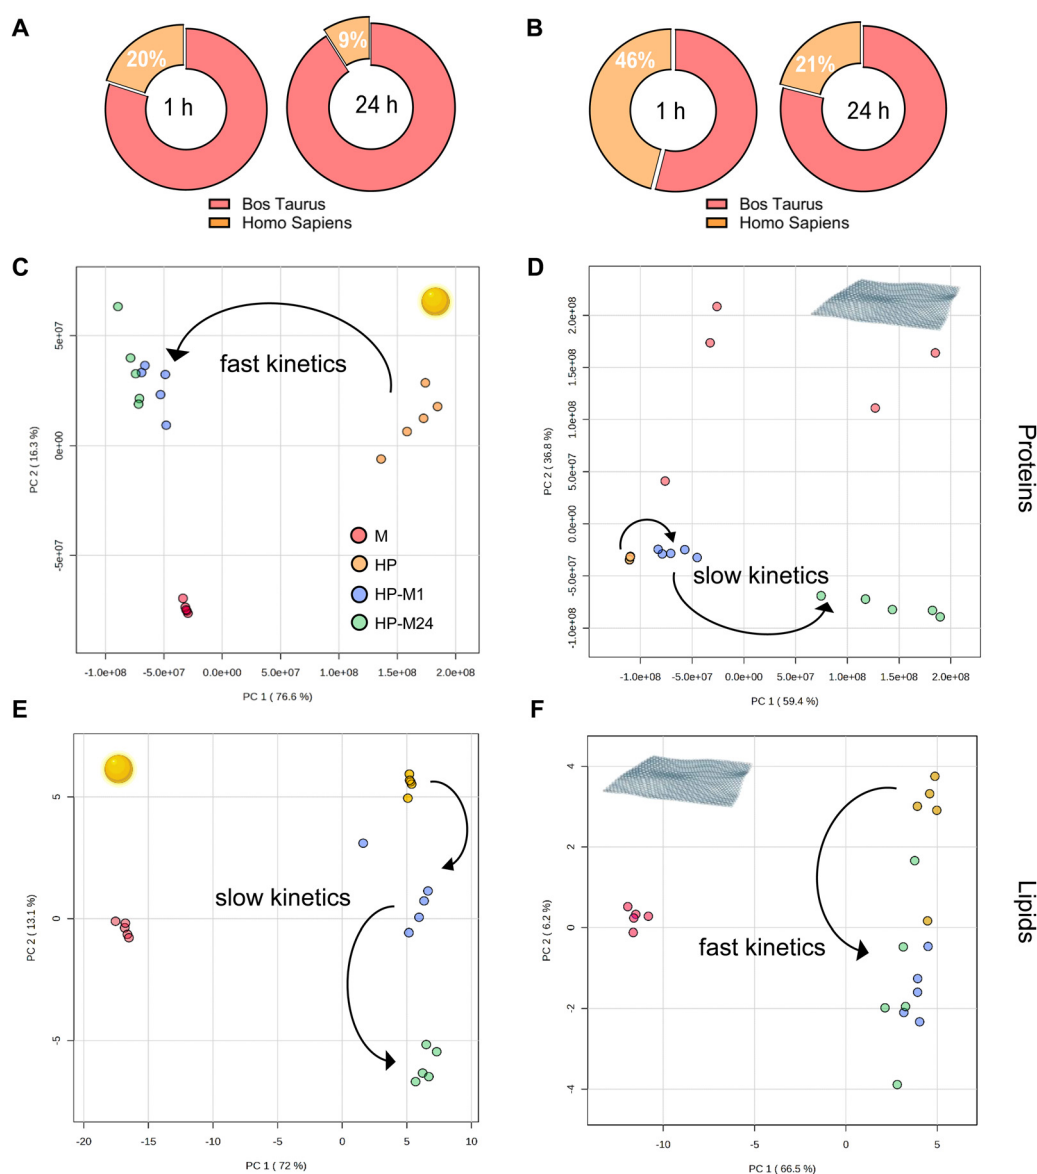 A
20%
1 h
9%
24 h
Bos Taurus
Homo Sapiens
B
46%
1 h
21%
24 h
Bos Taurus
Homo Sapiens
C
fast kinetics
5e+07
0e+00
-5e+07
PC 2 ( 16.3 %)
M
HP
HP-M1
HP-M24
-1.0e+08 -5.0e+07 0.0e+00 5.0e+07 1.0e+08 1.5e+08 2.0e+08
PC 1 ( 76.6 %)
D
2.0e+08
1.5e+08
1.0e+08
5.0e+07
0.0e+00
-5.0e+07
-1.0e+08
PC 2 ( 36.8 %)
slow kinetics
-1.0e+08 -5.0e+07 0.0e+00 5.0e+07 1.0e+08 1.5e+08 2.0e+08
PC 1 ( 59.4 %)
Proteins
E
5
0
-5
PC 2 ( 13.1 %)
slow kinetics
-20 -15 -10 -5 0 5 10
PC 1 ( 72 %)
F
4
2
0
-2
-4
PC 2 ( 6.2 %)
fast kinetics
-10 -5 0 5
PC 1 ( 66.5 %)
Lipids